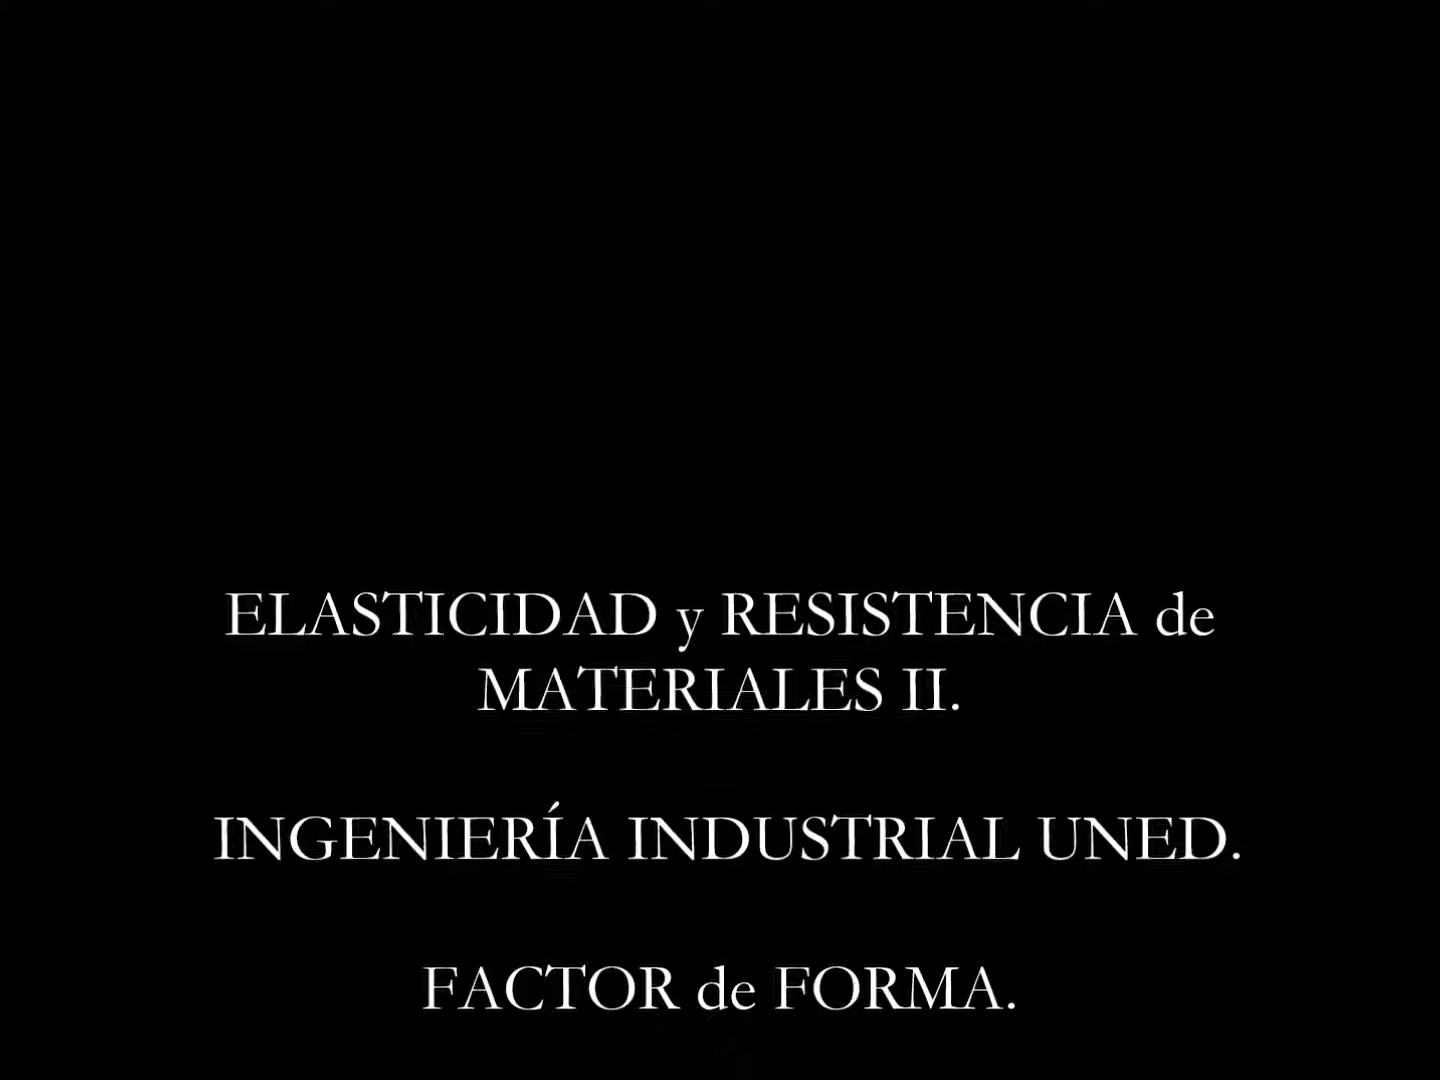 ELASTICIDAD y RESISTENCIA de
MATERIALES II.
INGENIERÍA INDUSTRIAL UNED.
FACTOR de FORMA.